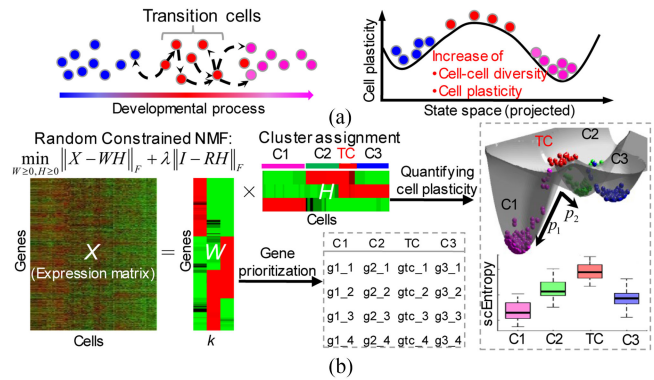 Transition cells
Developmental process
Cell plasticity
Increase of
•Cell-cell diversity
•Cell plasticity
State space (projected)
(a)
Random Constrained NMF:
min ‖X −WH‖F + λ‖I − RH‖F
W≥0,H≥0
Cluster assignment
C1 C2 TC C3
H
Cells
×
Genes
X
(Expression matrix)
Cells
=
Genes
W
k
Quantifying
cell plasticity
Gene
prioritization
C1 C2 TC C3
g1_1 g2_1 gtc_1 g3_1
g1_2 g2_2 gtc_2 g3_2
g1_3 g2_3 gtc_3 g3_3
g1_4 g2_4 gtc_4 g3_4
TC
C2
C3
C1
p1
p2
scEntropy
C1 C2 TC C3
(b)